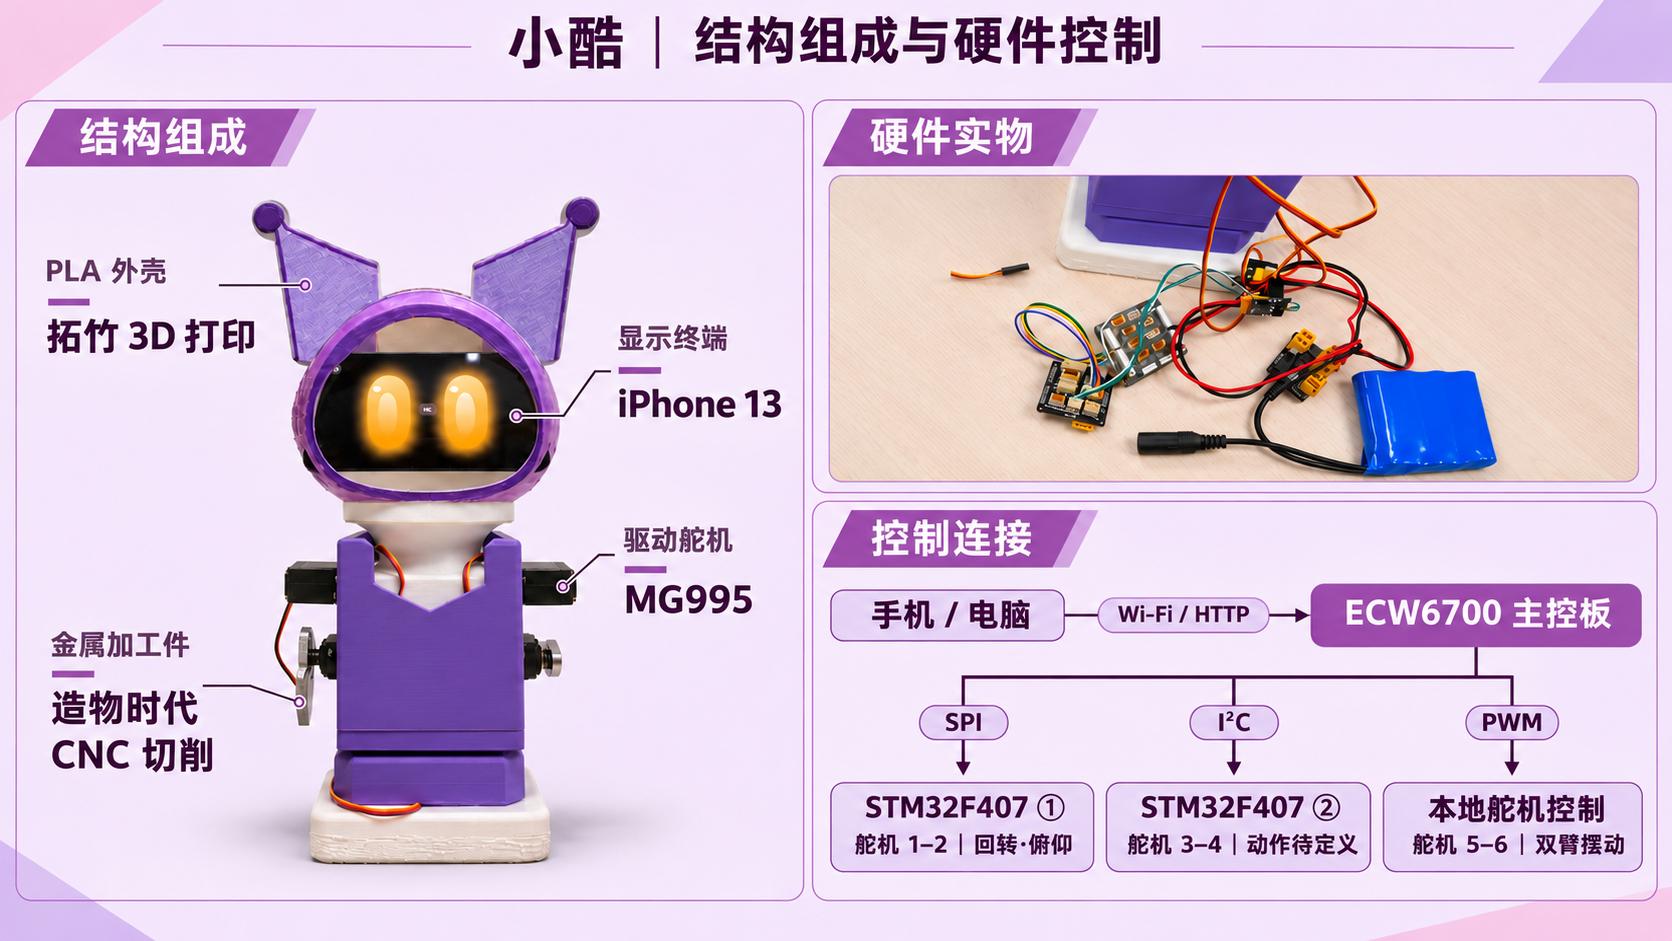 小酷｜结构组成与硬件控制
结构组成
PLA 外壳
拓竹 3D 打印
显示终端
iPhone 13
驱动舵机
MG995
金属加工件
造物时代
CNC 切削
硬件实物
控制连接
手机 / 电脑
Wi-Fi / HTTP
ECW6700 主控板
SPI
I²C
PWM
STM32F407 ①
舵机 1–2｜回转·俯仰
STM32F407 ②
舵机 3–4｜动作待定义
本地舵机控制
舵机 5–6｜双臂摆动